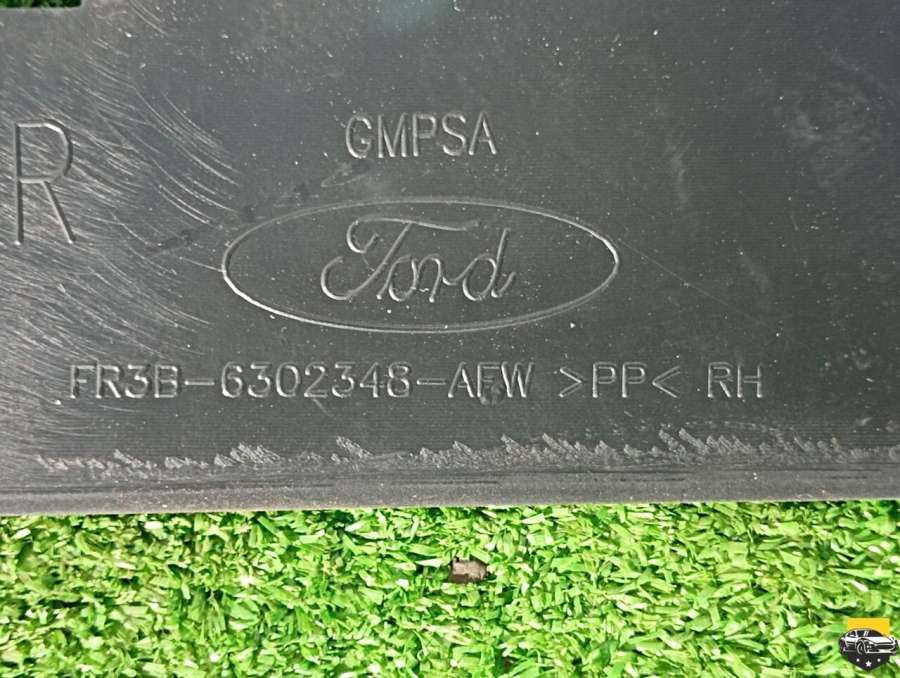 GMPSA
R
Ford
FR3B-6302348-AFW >PP< RH